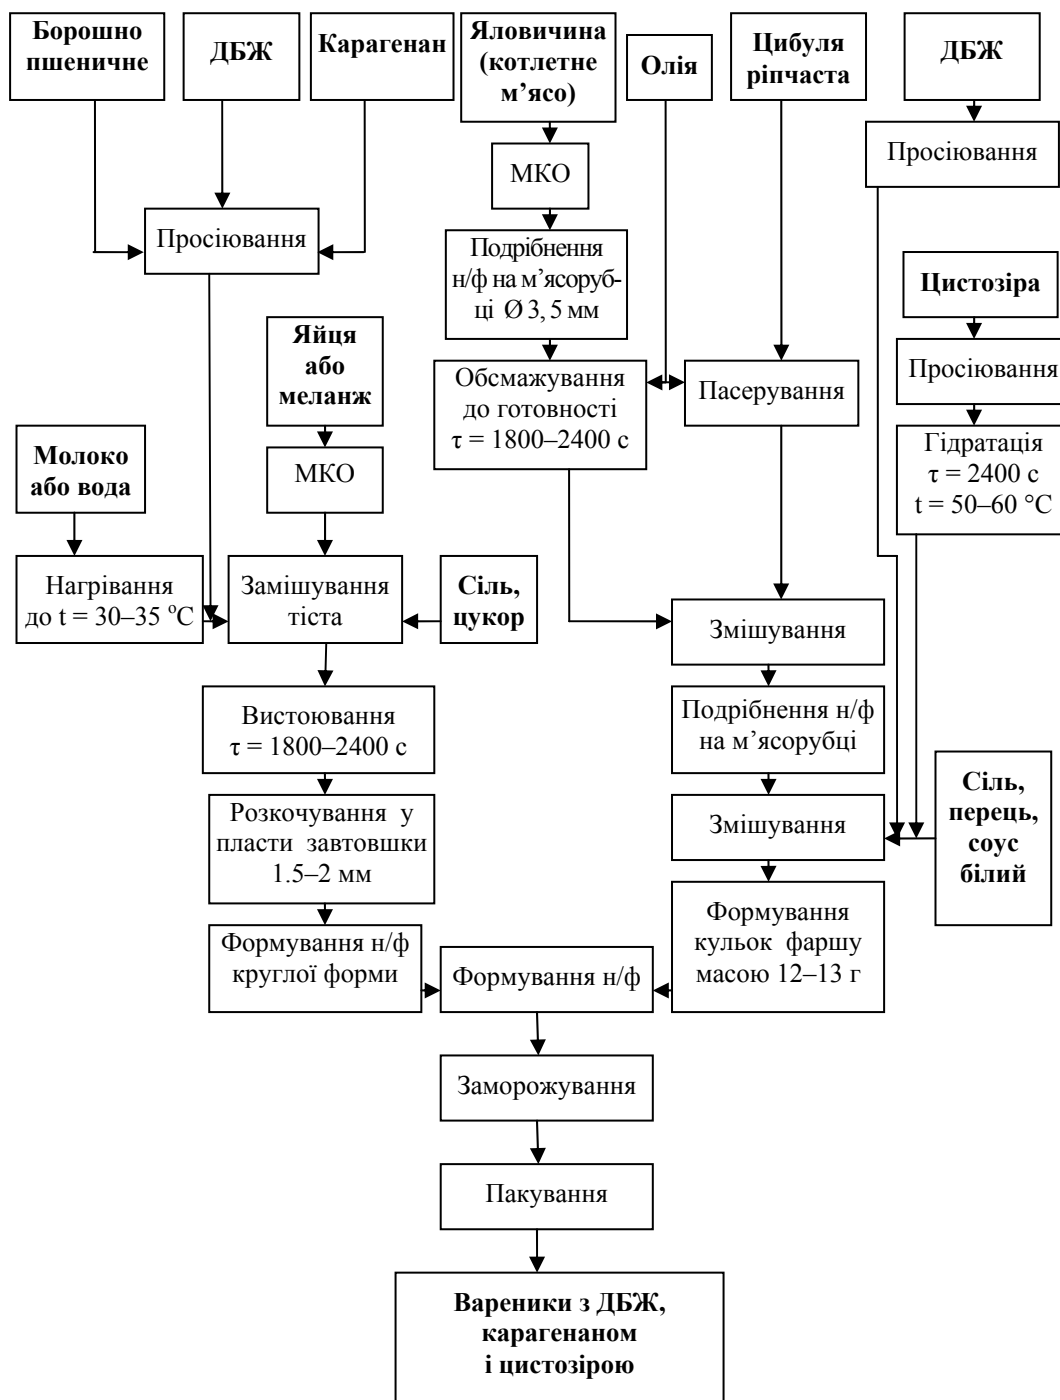 Борошно
пшеничне
ДБЖ
Карагенан
Яловичина
(котлетне
м’ясо)
Олія
Цибуля
ріпчаста
ДБЖ
Просіювання
МКО
Просіювання
Подрібнення
н/ф на м’ясоруб-
ці Ø 3, 5 мм
Цистозіра
Яйця
або
меланж
Обсмажування
до готовності
τ = 1800–2400 с
Пасерування
Просіювання
Молоко
або вода
МКО
Гідратація
τ = 2400 с
t = 50–60 °С
Нагрівання
до t = 30–35 °С
Замішування
тіста
Сіль,
цукор
Змішування
Вистоювання
τ = 1800–2400 с
Подрібнення н/ф
на м’ясорубці
Розкочування у
пласти завтовшки
1.5–2 мм
Змішування
Сіль,
перець,
соус
білий
Формування н/ф
круглої форми
Формування н/ф
Формування
кульок фаршу
масою 12–13 г
Заморожування
Пакування
Вареники з ДБЖ,
карагенаном
і цистозірою